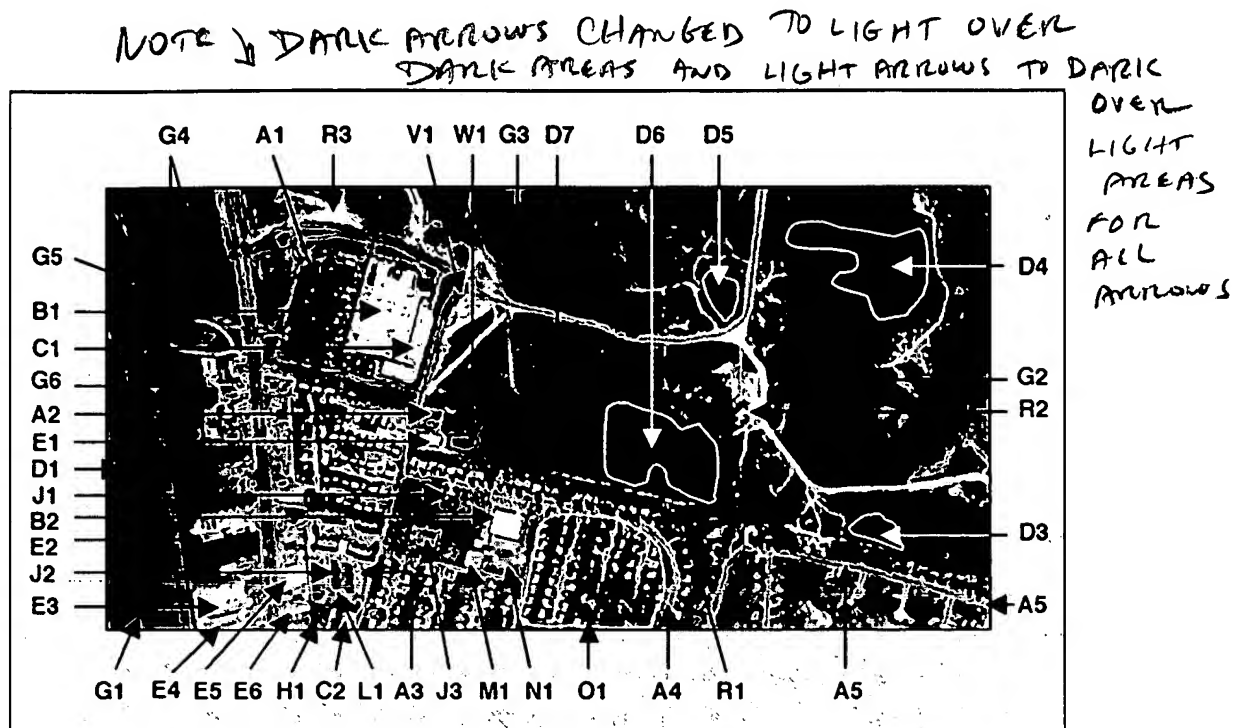 NOTE DARK ARROWS CHANGED TO LIGHT OVER
DARK AREAS AND LIGHT ARROWS TO DARK
OVER
LIGHT
AREAS
FOR
ALL
ARROWS
G4 A1 R3 V1 W1 G3 D7 D6 D5
G5
B1
C1
G6
A2
E1
D1
J1
B2
E2
J2
E3
D4
G2
R2
D3
A5
G1 E4 E5 E6 H1 C2 L1 A3 J3 M1 N1 O1 A4 R1 A5